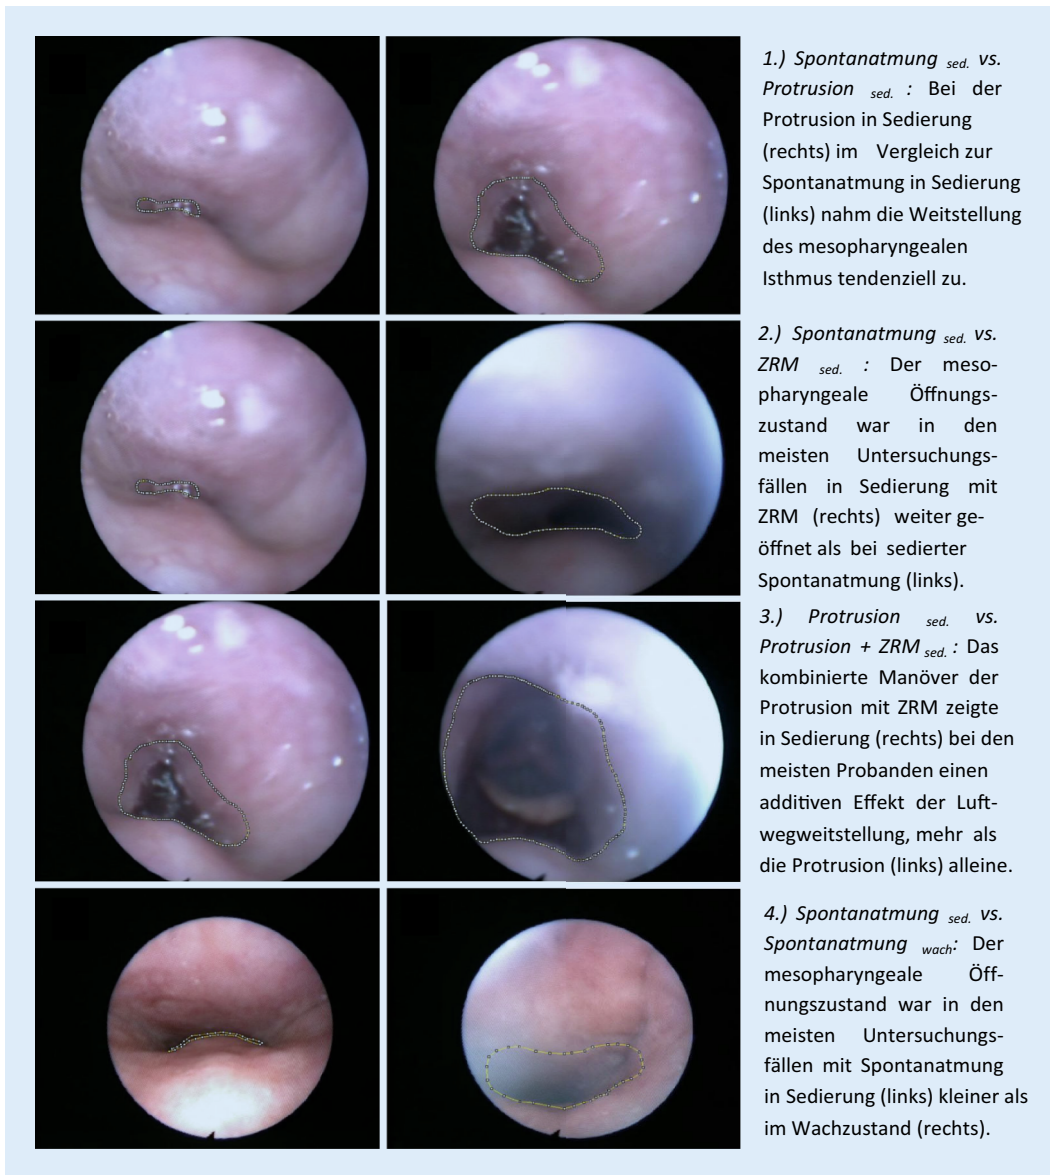 1.) Spontanatmung sed. vs.
Protrusion sed. : Bei der
Protrusion in Sedierung
(rechts) im Vergleich zur
Spontanatmung in Sedierung
(links) nahm die Weitstellung
des mesopharyngealen
Isthmus tendenziell zu.
2.) Spontanatmung sed. vs.
ZRM sed. : Der meso-
pharyngeale Öffnungs-
zustand war in den
meisten Untersuchungs-
fällen in Sedierung mit
ZRM (rechts) weiter ge-
öffnet als bei sedierter
Spontanatmung (links).
3.) Protrusion sed. vs.
Protrusion + ZRM sed. : Das
kombinierte Manöver der
Protrusion mit ZRM zeigte
in Sedierung (rechts) bei den
meisten Probanden einen
additiven Effekt der Luft-
wegweitstellung, mehr als
die Protrusion (links) alleine.
4.) Spontanatmung sed. vs.
Spontanatmung wach: Der
mesopharyngeale Öff-
nungszustand war in den
meisten Untersuchungs-
fällen mit Spontanatmung
in Sedierung (links) kleiner als
im Wachzustand (rechts).